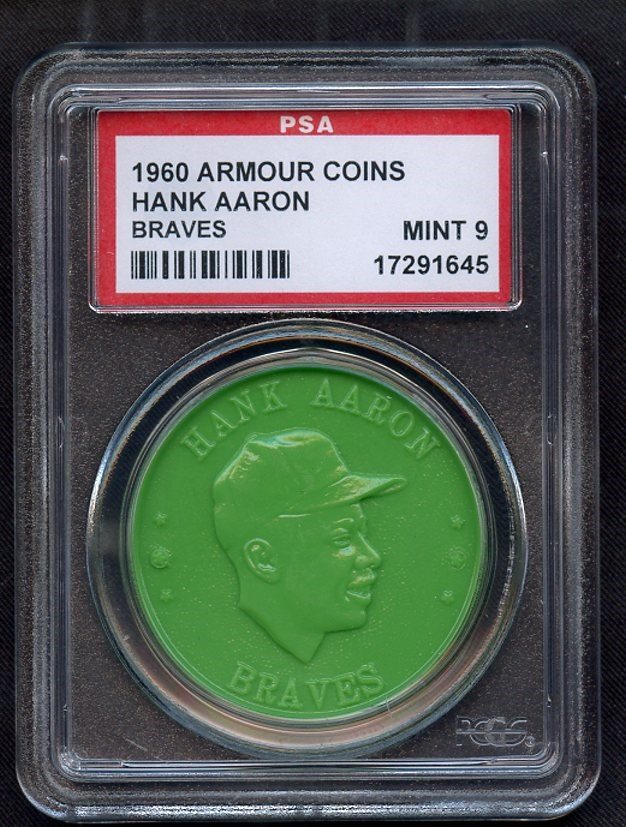 PSA
1960 ARMOUR COINS
HANK AARON
BRAVES MINT 9
17291645
HANK AARON
BRAVES
PCGS